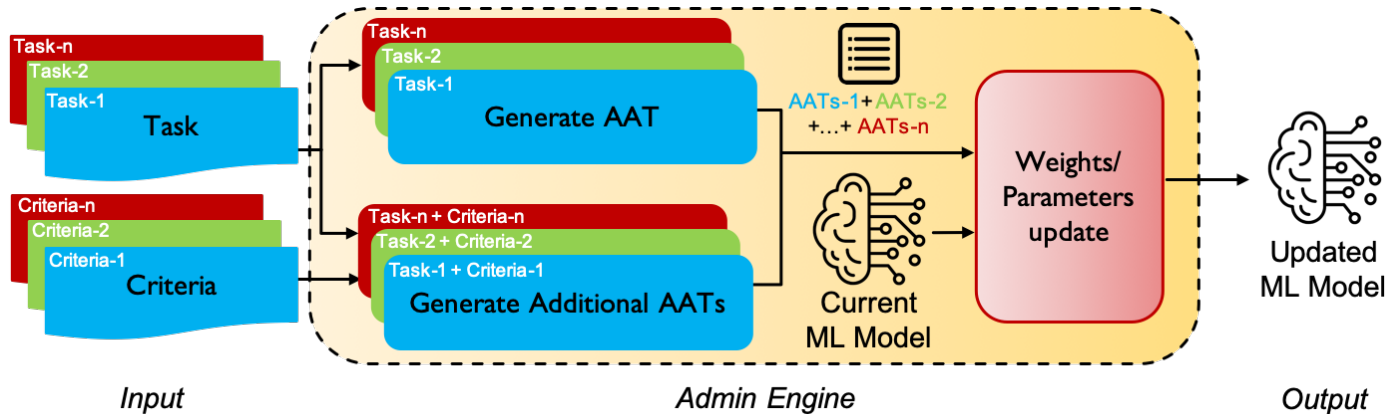 Task-n
Task-2
Task-1
Task
Criteria-n
Criteria-2
Criteria-1
Criteria
Task-n
Task-2
Task-1
Generate AAT
Task-n + Criteria-n
Task-2 + Criteria-2
Task-1 + Criteria-1
Generate Additional AATs
AATs-1+AATs-2
+...+ AATs-n
Current
ML Model
Weights/
Parameters
update
Updated
ML Model
Input
Admin Engine
Output